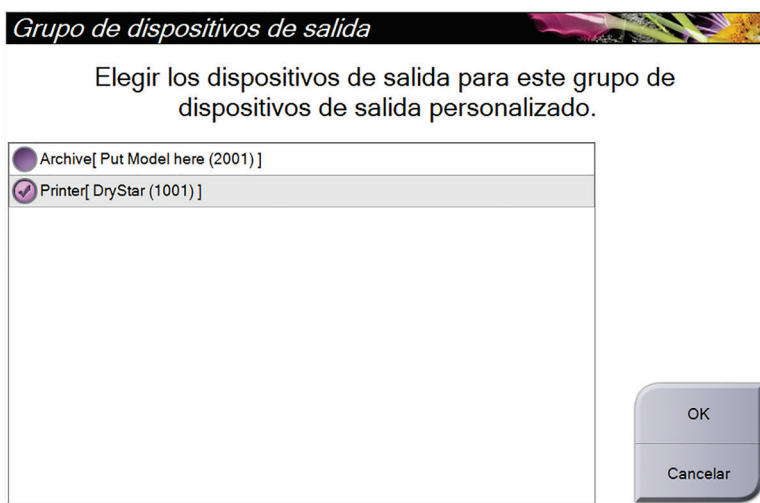 Grupo de dispositivos de salida
Elegir los dispositivos de salida para este grupo de
dispositivos de salida personalizado.
Archive[ Put Model here (2001) ]
Printer[ DryStar (1001) ]
OK
Cancelar